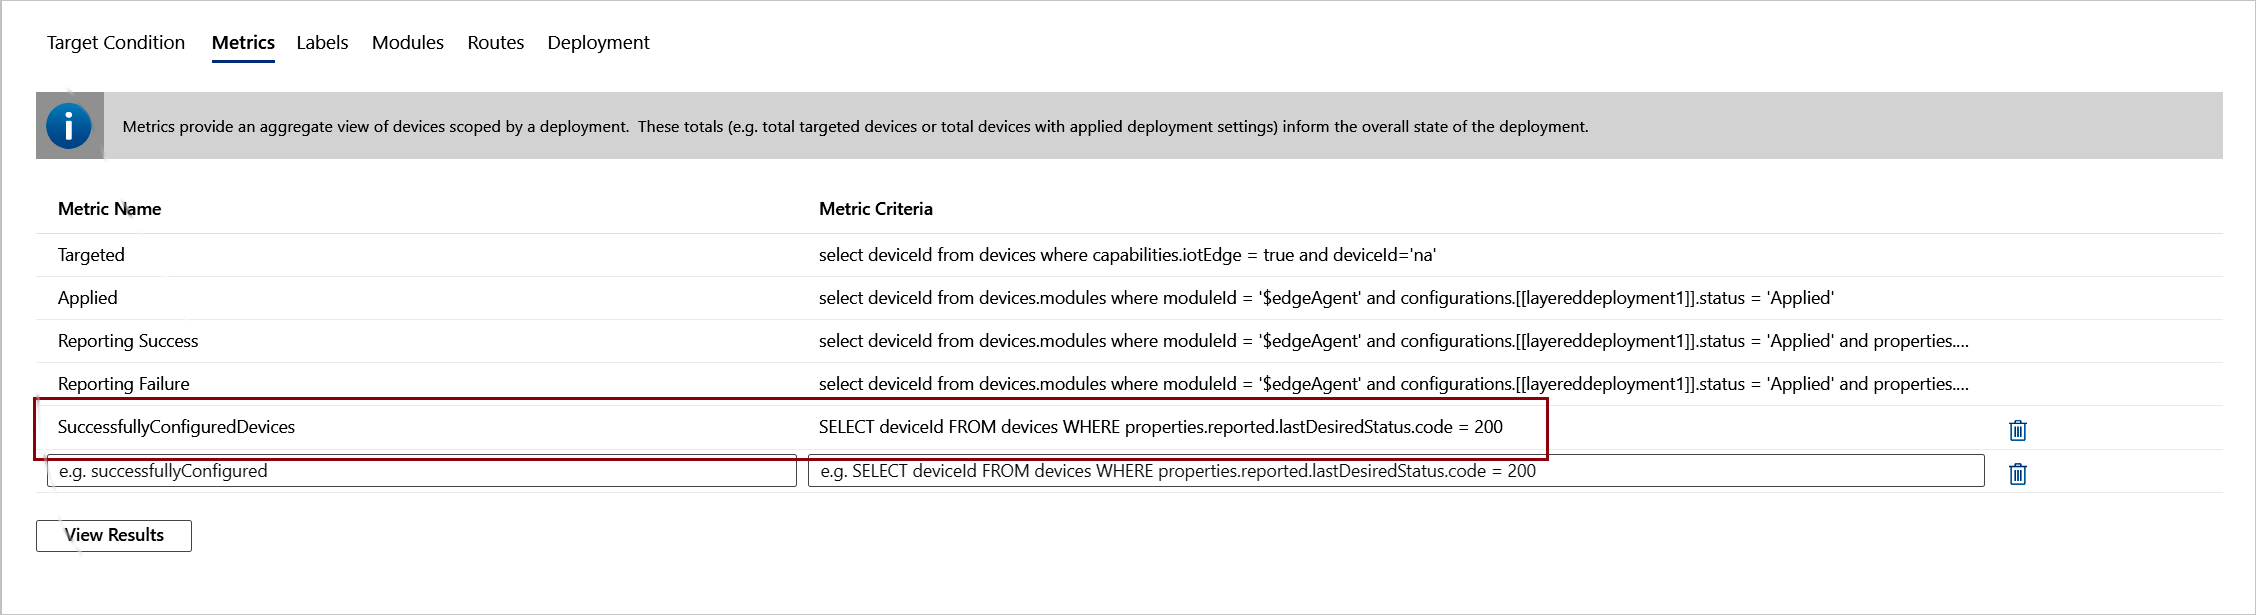 Target Condition Metrics Labels Modules Routes Deployment
Metrics provide an aggregate view of devices scoped by a deployment.  These totals (e.g. total targeted devices or total devices with applied deployment settings) inform the overall state of the deployment.
Metric Name Metric Criteria
Targeted select deviceId from devices where capabilities.iotEdge = true and deviceId='na'
Applied select deviceId from devices.modules where moduleId = '$edgeAgent' and configurations.[[layereddeployment1]].status = 'Applied'
Reporting Success select deviceId from devices.modules where moduleId = '$edgeAgent' and configurations.[[layereddeployment1]].status = 'Applied' and properties....
Reporting Failure select deviceId from devices.modules where moduleId = '$edgeAgent' and configurations.[[layereddeployment1]].status = 'Applied' and properties....
SuccessfullyConfiguredDevices SELECT deviceId FROM devices WHERE properties.reported.lastDesiredStatus.code = 200
e.g. successfullyConfigured e.g. SELECT deviceId FROM devices WHERE properties.reported.lastDesiredStatus.code = 200
View Results